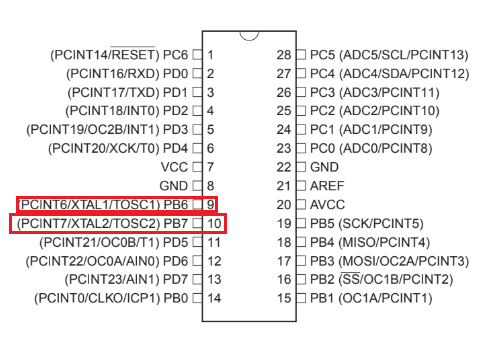 (PCINT14/RESET) PC6 1 28 PC5 (ADC5/SCL/PCINT13)
(PCINT16/RXD) PD0 2 27 PC4 (ADC4/SDA/PCINT12)
(PCINT17/TXD) PD1 3 26 PC3 (ADC3/PCINT11)
(PCINT18/INT0) PD2 4 25 PC2 (ADC2/PCINT10)
(PCINT19/OC2B/INT1) PD3 5 24 PC1 (ADC1/PCINT9)
(PCINT20/XCK/T0) PD4 6 23 PC0 (ADC0/PCINT8)
VCC 7 22 GND
GND 8 21 AREF
(PCINT6/XTAL1/TOSC1) PB6 9 20 AVCC
(PCINT7/XTAL2/TOSC2) PB7 10 19 PB5 (SCK/PCINT5)
(PCINT21/OC0B/T1) PD5 11 18 PB4 (MISO/PCINT4)
(PCINT22/OC0A/AIN0) PD6 12 17 PB3 (MOSI/OC2A/PCINT3)
(PCINT23/AIN1) PD7 13 16 PB2 (SS/OC1B/PCINT2)
(PCINT0/CLKO/ICP1) PB0 14 15 PB1 (OC1A/PCINT1)